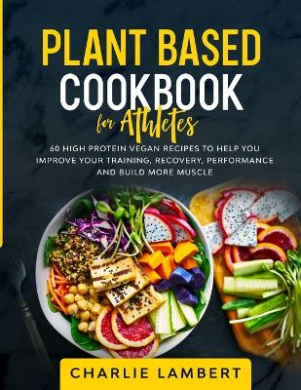 PLANT BASED
COOKBOOK
for Athletes
60 HIGH PROTEIN VEGAN RECIPES TO HELP YOU
IMPROVE YOUR TRAINING, RECOVERY, PERFORMANCE
AND BUILD MORE MUSCLE
CHARLIE LAMBERT